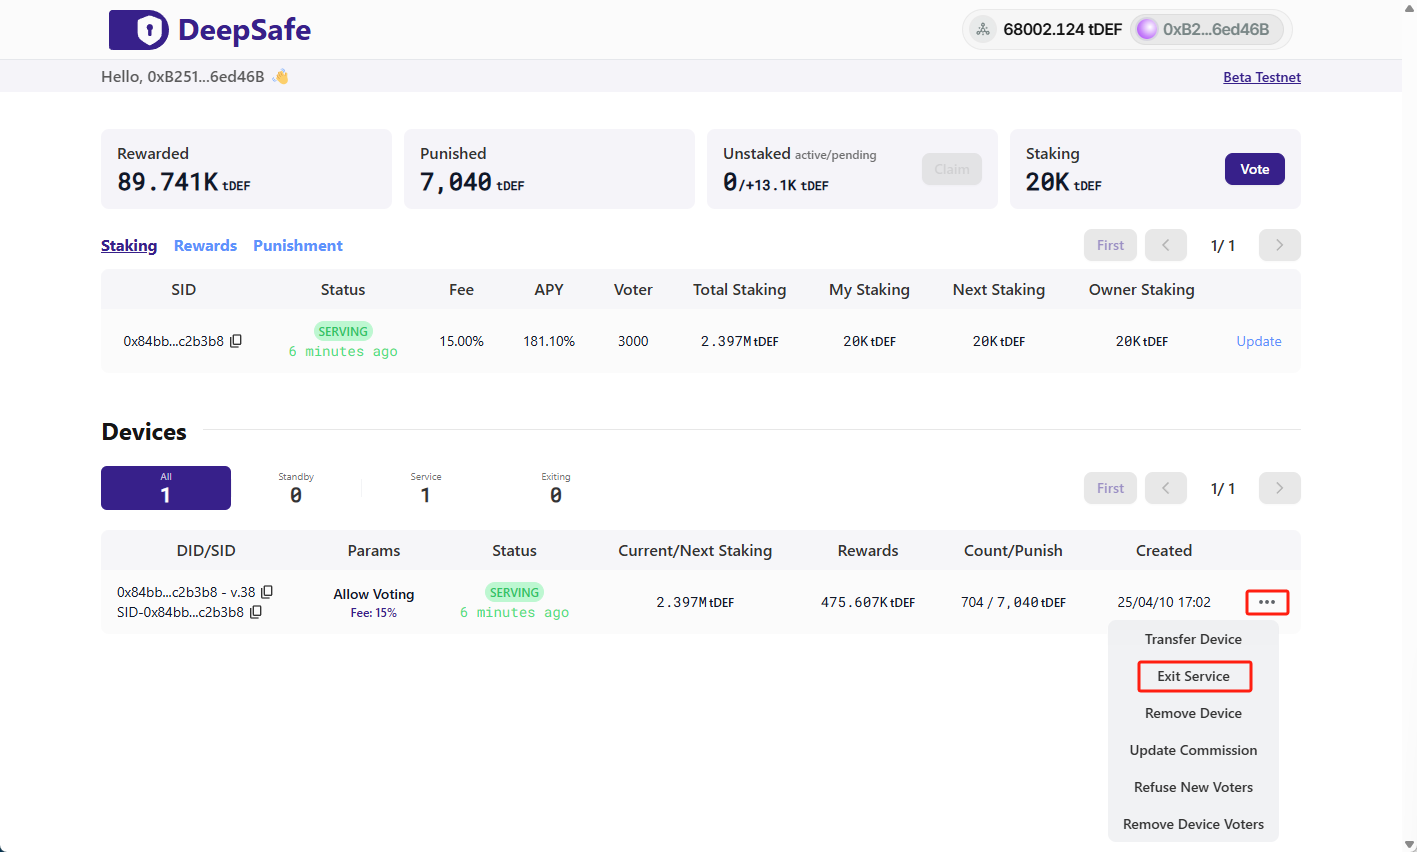 DeepSafe
68002.124 tDEF
0xB2...6ed46B
Hello, 0xB251...6ed46B 👋
Beta Testnet
Rewarded
89.741K tDEF
Punished
7,040 tDEF
Unstaked active/pending
0/+13.1K tDEF
Claim
Staking
20K tDEF
Vote
Staking Rewards Punishment
First < 1/ 1 >
SID Status Fee APY Voter Total Staking My Staking Next Staking Owner Staking
0x84bb...c2b3b8 SERVING 15.00% 181.10% 3000 2.397M tDEF 20K tDEF 20K tDEF 20K tDEF Update
6 minutes ago
Devices
All
1
Standby
0
Service
1
Exiting
0
First < 1/ 1 >
DID/SID Params Status Current/Next Staking Rewards Count/Punish Created
0x84bb...c2b3b8 - v.38 Allow Voting SERVING 2.397M tDEF 475.607K tDEF 704 / 7,040 tDEF 25/04/10 17:02 •••
SID-0x84bb...c2b3b8 Fee: 15% 6 minutes ago
Transfer Device
Exit Service
Remove Device
Update Commission
Refuse New Voters
Remove Device Voters